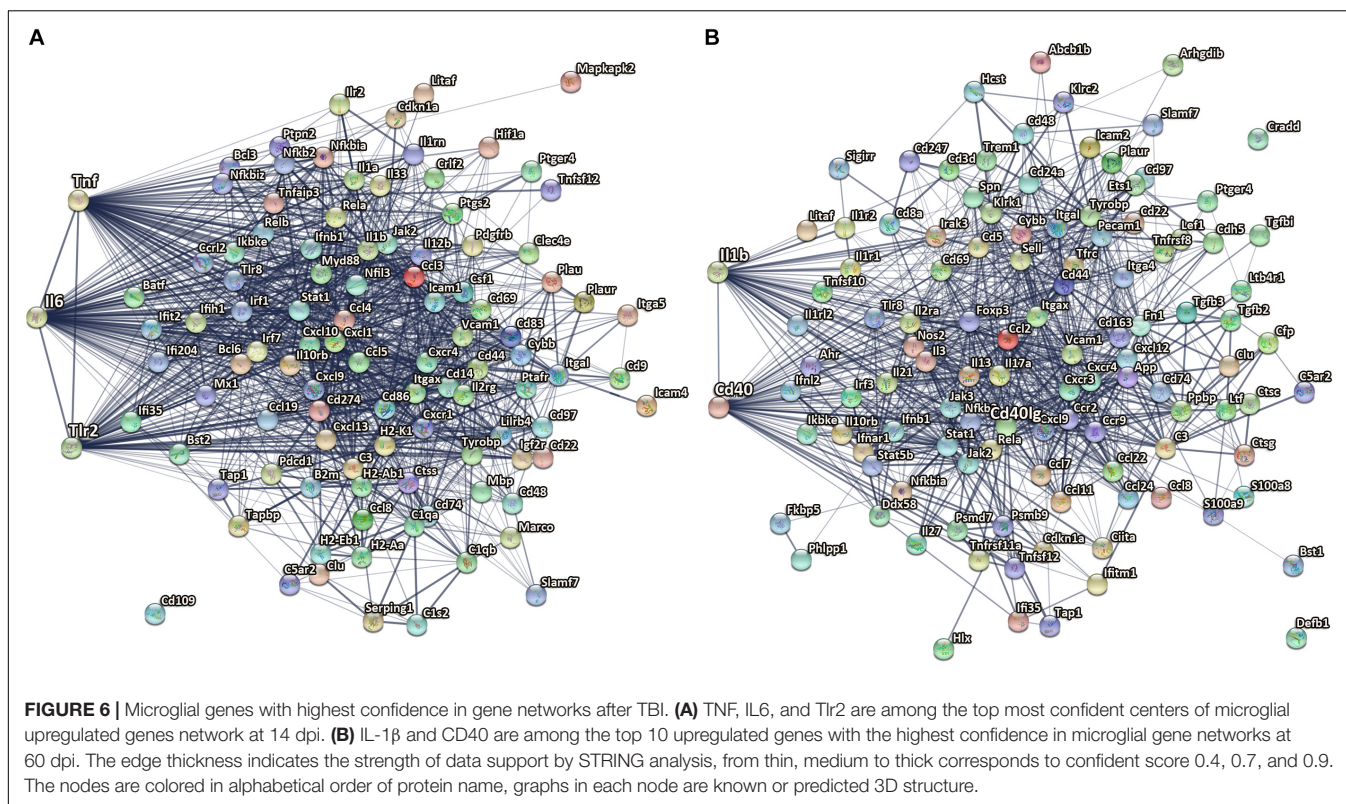 A
B
Mapkapk2
Litaf
Ilr2
Cdkn1a
Ptpn2
Nfkbia
Nfkb2
Il1rn
Hif1a
Bcl3
Il1a
Crlf2
Ptger4
Nfkbiz
Il33
Tnfsf12
Tnf
Tnfaip3
Rela
Ptgs2
Relb
Jak2
Ifnb1
Il1b
Il12b
Pdgfrb
Ikbke
Clec4e
Ccrl2
Myd88
Ccl3
Tlr8
Nfil3
Csf1
Plau
Icam1
Batf
Stat1
Cd69
Plaur
Il6
Ifih1
Irf1
Ccl4
Itga5
Ifit2
Vcam1
Cd83
Cxcl10
Cxcl1
Cybb
Irf7
Ifi204
Bcl6
Il10rb
Ccl5
Cxcr4
Cd44
Itgal
Cd14
Cd9
Mx1
Cxcl9
Itgax
Il2rg
Ptafr
Cd274
Cd86
Icam4
Ifi35
Ccl19
Cxcr1
Lilrb4
Cd97
Cxcl13
H2-K1
Tlr2
Bst2
Tyrobp
Igf2r
Cd22
Pdcd1
C3
Tap1
B2m
H2-Ab1
Ctss
Mbp
Cd48
Tapbp
Ccl8
Cd74
C1qa
Marco
H2-Eb1
H2-Aa
C1qb
C5ar2
Clu
Slamf7
Cd109
Serping1
C1s2
Abcb1b
Arhgdib
Hcst
Klrc2
Cd48
Slamf7
Cradd
Icam2
Cd247
Trem1
Plaur
Sigirr
Cd3d
Cd97
Cd24a
Ets1
Ptger4
Spn
Tyrobp
Klrk1
Litaf
Il1r2
Cd8a
Cybb
Itgal
Cd22
Irak3
Lef1
Tgfbi
Cd5
Pecam1
Cdh5
Sell
Tnfrsf8
Il1r1
Tfrc
Il1b
Cd69
Itga4
Tnfsf10
Cd44
Ltb4r1
Tgfb3
Il1rl2
Tlr8
Il2ra
Foxp3
Itgax
Cd163
Fn1
Tgfb2
Nos2
Ccl2
Cfp
Vcam1
Cxcl12
Il3
Clu
Ahr
Il13
Il17a
Cxcr4
App
Ifnl2
Il21
Cxcr3
Cd74
C5ar2
Irf3
Jak3
Ppbp
Ctsc
Cd40
Nfkb
Cd40lg
Ccr2
Ltf
Ikbke
Il10rb
Ifnb1
Cxcl9
Ccr9
Ifnar1
Stat1
Rela
C3
Ctsg
Stat5b
Jak2
Ccl7
Ccl22
Nfkbia
Ccl11
Ccl24
Ccl8
S100a8
Ddx58
S100a9
Fkbp5
Psmd7
Psmb9
Il27
Cdkn1a
Ciita
Phlpp1
Tnfrsf11a
Tnfsf12
Bst1
Ifitm1
Ifi35
Tap1
Hlx
Defb1
FIGURE 6 | Microglial genes with highest confidence in gene networks after TBI. (A) TNF, IL6, and Tlr2 are among the top most confident centers of microglial
upregulated genes network at 14 dpi. (B) IL-1β and CD40 are among the top 10 upregulated genes with the highest confidence in microglial gene networks at
60 dpi. The edge thickness indicates the strength of data support by STRING analysis, from thin, medium to thick corresponds to confident score 0.4, 0.7, and 0.9.
The nodes are colored in alphabetical order of protein name, graphs in each node are known or predicted 3D structure.